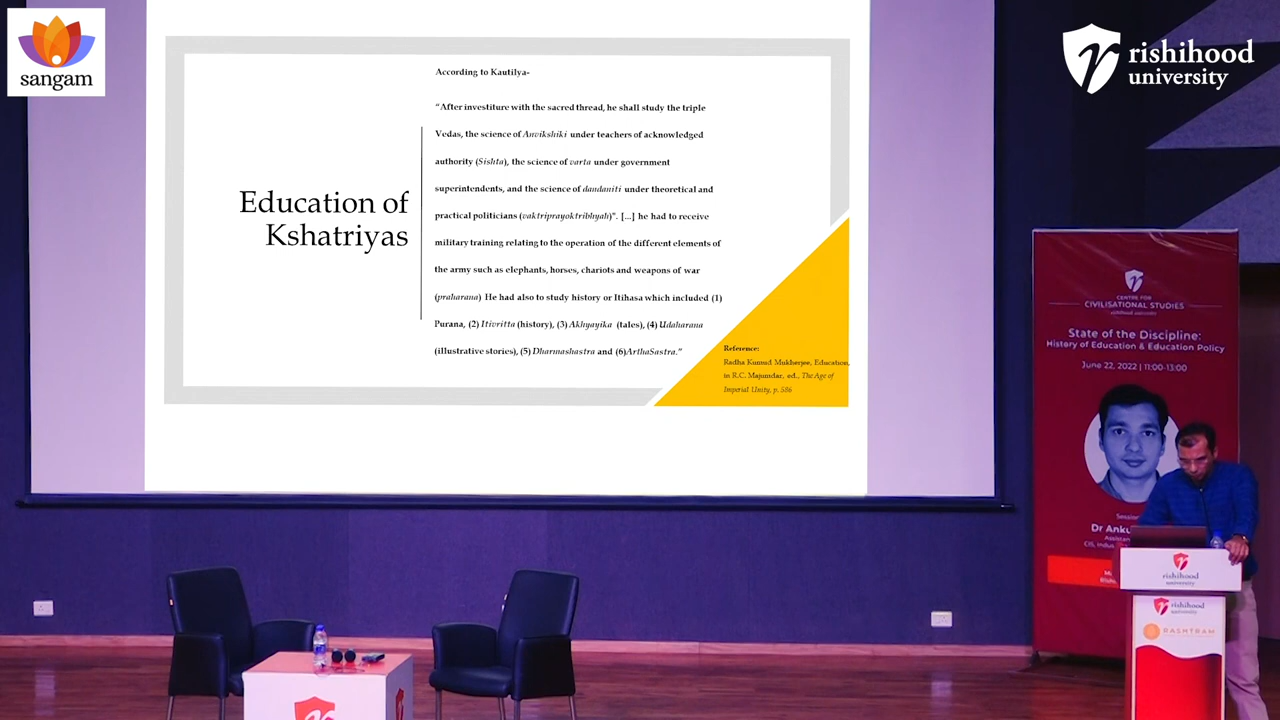 sangam
rishihood
university
Education of
Kshatriyas
According to Kautilya-
“After investiture with the sacred thread, he shall study the triple
Vedas, the science of Anvikshiki under teachers of acknowledged
authority (Sishta), the science of varta under government
superintendents, and the science of dandaniti under theoretical and
practical politicians (vaktriprayoktribhyah)". [...] he had to receive
military training relating to the operation of the different elements of
the army such as elephants, horses, chariots and weapons of war
(praharana) He had also to study history or Itihasa which included (1)
Purana, (2) Itivritta (history), (3) Akhyayika (tales), (4) Udaharana
(illustrative stories), (5) Dharmashastra and (6)ArthaSastra.”
Reference:
Radha Kumud Mukherjee, Education,
in R.C. Majumdar, ed., The Age of
Imperial Unity, p. 586
CENTRE FOR
CIVILISATIONAL STUDIES
rishihood university
State of the Discipline:
History of Education & Education Policy
June 22, 2022 | 11:00-13:00
Dr
rishihood
university
rishihood
university
RASHTRAM